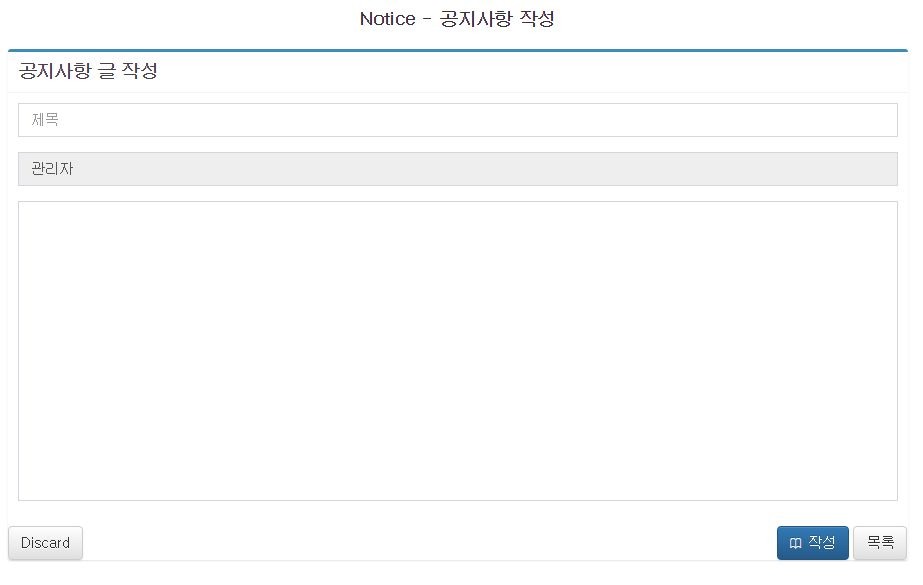 Notice - 공지사항 작성
공지사항 글 작성
제목
관리자
Discard 작성 목록